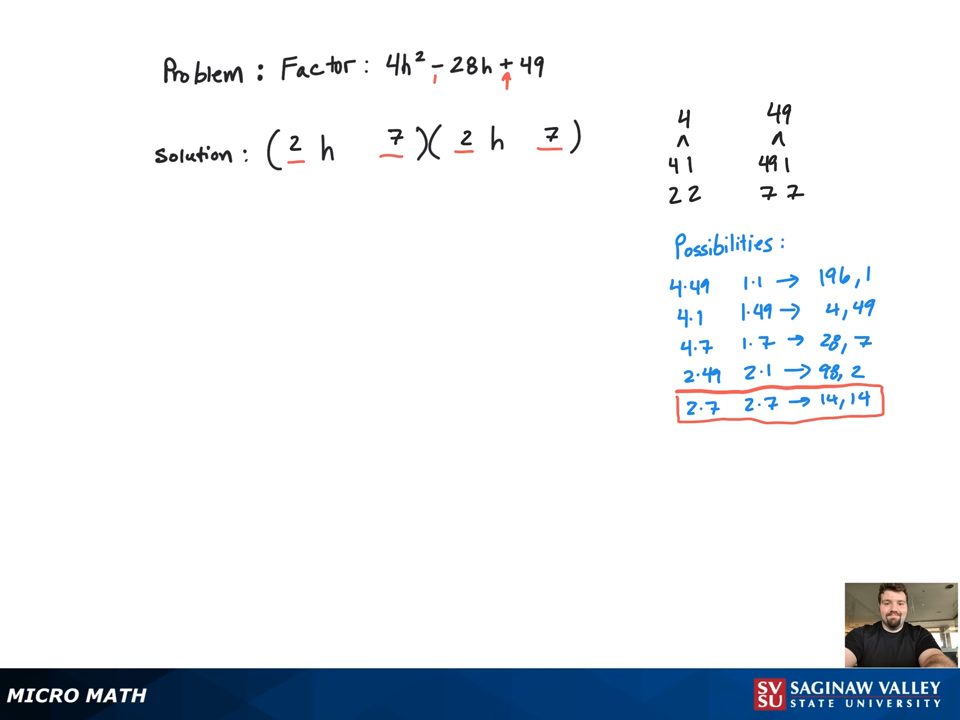 Problem : Factor : 4h² - 28h + 49
Solution : (2 h 7)(2 h 7)
4 49
4 1 49 1
2 2 7 7
Possibilities :
4·49 1·1 → 196, 1
4·1 1·49 → 4, 49
4·7 1·7 → 28, 7
2·49 2·1 → 98, 2
2·7 2·7 → 14, 14
MICRO MATH
SV SU SAGINAW VALLEY
STATE UNIVERSITY